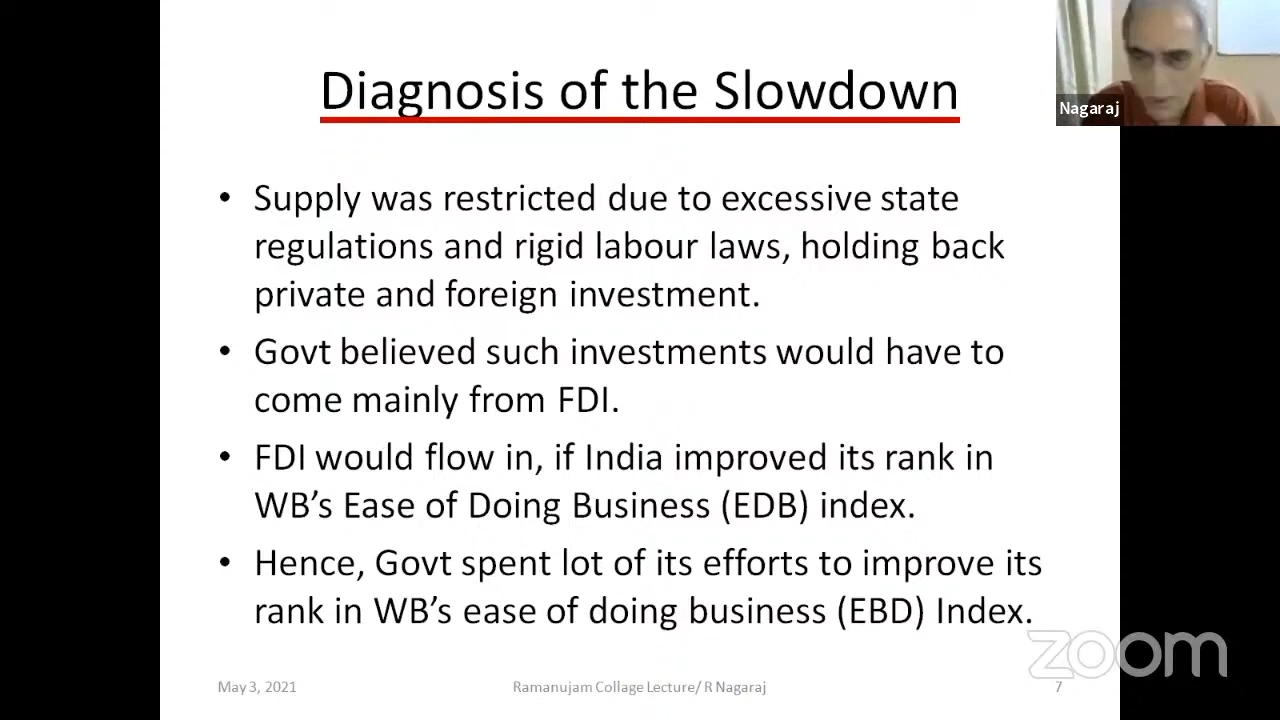 Diagnosis of the Slowdown
Nagaraj
• Supply was restricted due to excessive state
regulations and rigid labour laws, holding back
private and foreign investment.
• Govt believed such investments would have to
come mainly from FDI.
• FDI would flow in, if India improved its rank in
WB’s Ease of Doing Business (EDB) index.
• Hence, Govt spent lot of its efforts to improve its
rank in WB’s ease of doing business (EBD) Index.
zoom
May 3, 2021
Ramanujam Collage Lecture/ R Nagaraj
7